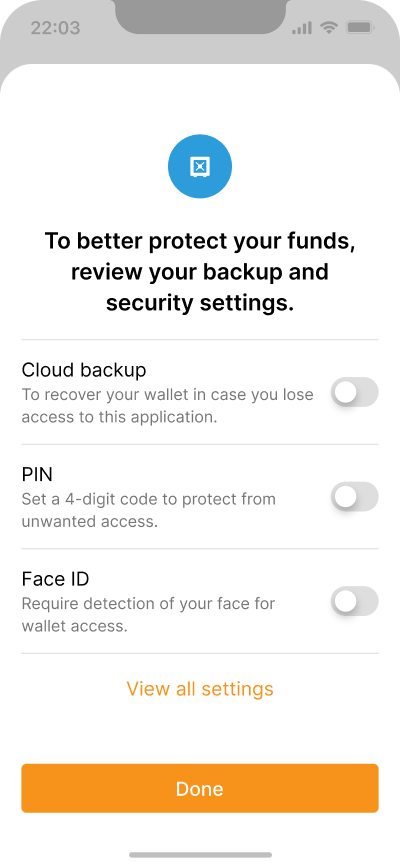 22:03
To better protect your funds,
review your backup and
security settings.
Cloud backup
To recover your wallet in case you lose
access to this application.
PIN
Set a 4-digit code to protect from
unwanted access.
Face ID
Require detection of your face for
wallet access.
View all settings
Done